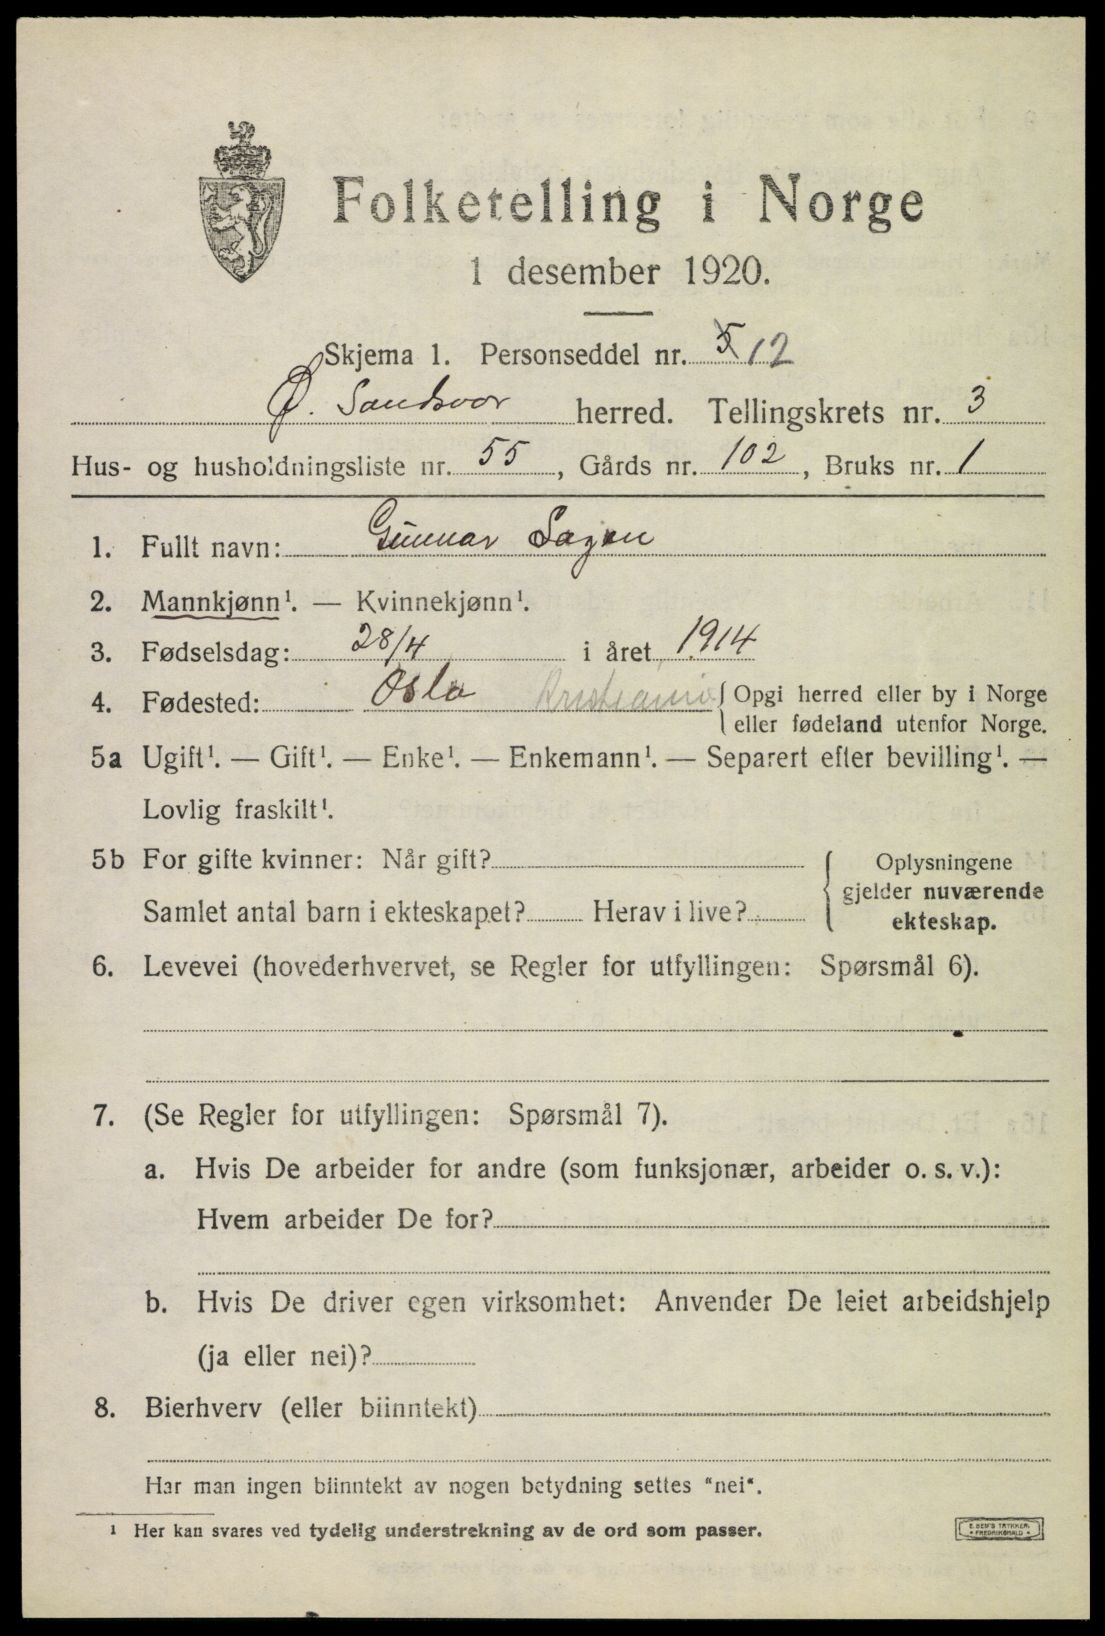 Folketelling i Norge
1 desember 1920.
Skjema 1. Personseddel nr. 5 12
Ø. Sandsvær herred. Tellingskrets nr. 3
Hus- og husholdningsliste nr. 55, Gårds nr. 102, Bruks nr. 1
1. Fullt navn: Gunnar Sagen
2. Mannkjønn¹. — Kvinnekjønn¹.
3. Fødselsdag: 28/4 i året 1914
4. Fødested: Oslo Kristiania { Opgi herred eller by i Norge
eller fødeland utenfor Norge.
5a Ugift¹. — Gift¹. — Enke¹. — Enkemann¹. — Separert efter bevilling¹. —
Lovlig fraskilt¹.
5b For gifte kvinner: Når gift?
Samlet antal barn i ekteskapet? Herav i live?
{ Oplysningene
gjelder nuværende
ekteskap.
6. Levevei (hovederhvervet, se Regler for utfyllingen: Spørsmål 6).
7. (Se Regler for utfyllingen: Spørsmål 7).
a. Hvis De arbeider for andre (som funksjonær, arbeider o. s. v.):
Hvem arbeider De for?
b. Hvis De driver egen virksomhet: Anvender De leiet arbeidshjelp
(ja eller nei)?
8. Bierhverv (eller biinntekt)
Har man ingen biinntekt av nogen betydning settes "nei".
¹ Her kan svares ved tydelig understrekning av de ord som passer.